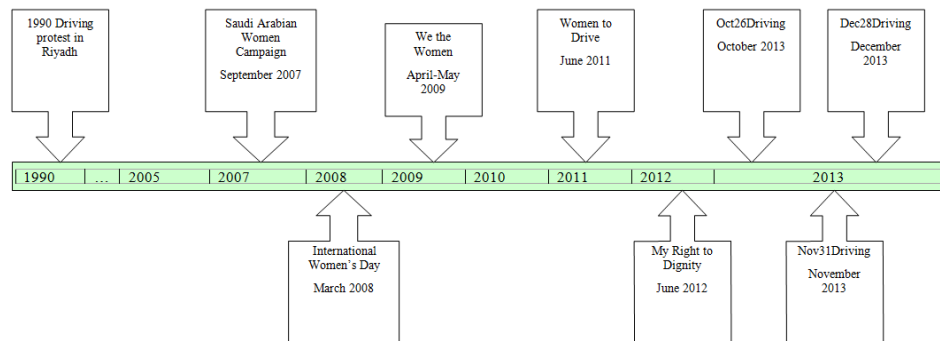 1990 Driving
protest in
Riyadh
Saudi Arabian
Women
Campaign
September 2007
We the
Women
April-May
2009
Women to
Drive
June 2011
Oct26Driving
October 2013
Dec28Driving
December
2013
1990 ... 2005 2007 2008 2009 2010 2011 2012 2013
International
Women's Day
March 2008
My Right to
Dignity
June 2012
Nov31Driving
November
2013